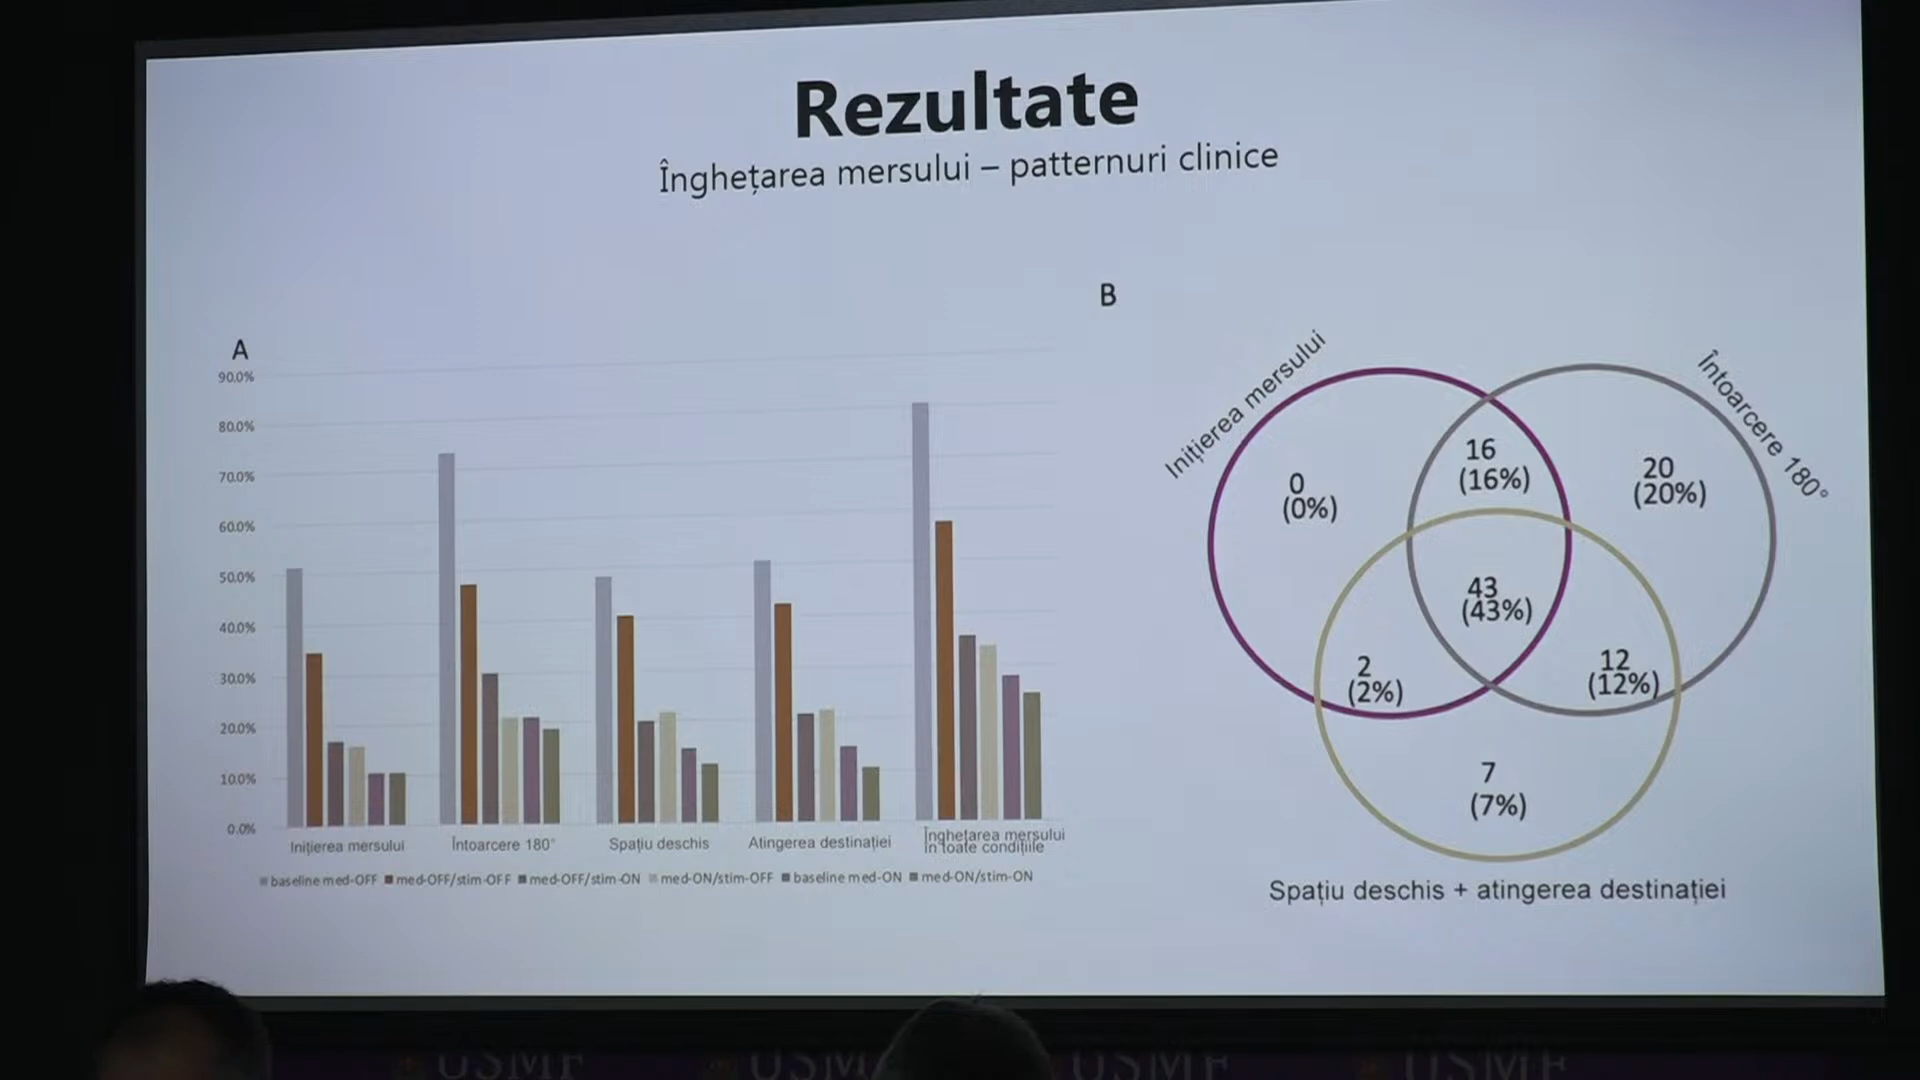 Rezultate
Înghețarea mersului – patternuri clinice
A
90.0%
80.0%
70.0%
60.0%
50.0%
40.0%
30.0%
20.0%
10.0%
0.0%
Inițierea mersului
Întoarcere 180°
Spațiu deschis
Atingerea destinației
Înghețarea mersului
în toate condițiile
baseline med-OFF med-OFF/stim-OFF med-OFF/stim-ON med-ON/stim-OFF baseline med-ON med-ON/stim-ON
B
Inițierea mersului
Întoarcere 180°
0
(0%)
16
(16%)
20
(20%)
43
(43%)
2
(2%)
12
(12%)
7
(7%)
Spațiu deschis + atingerea destinației
USMF USMF USMF USMF